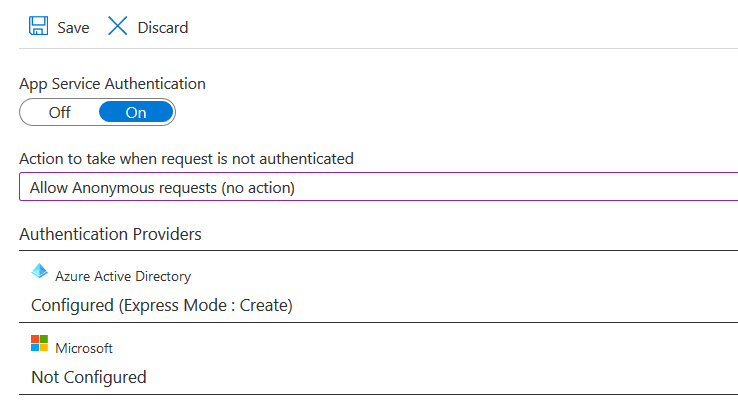 Save Discard
App Service Authentication
Off On
Action to take when request is not authenticated
Allow Anonymous requests (no action)
Authentication Providers
Azure Active Directory
Configured (Express Mode : Create)
Microsoft
Not Configured